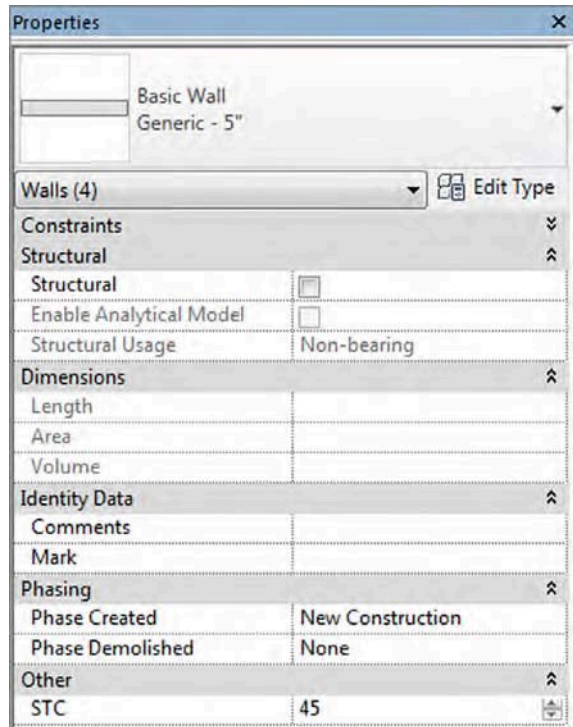 Properties
Basic Wall
Generic - 5"
Walls (4) Edit Type
Constraints
Structural
Structural
Enable Analytical Model
Structural Usage Non-bearing
Dimensions
Length
Area
Volume
Identity Data
Comments
Mark
Phasing
Phase Created New Construction
Phase Demolished None
Other
STC 45